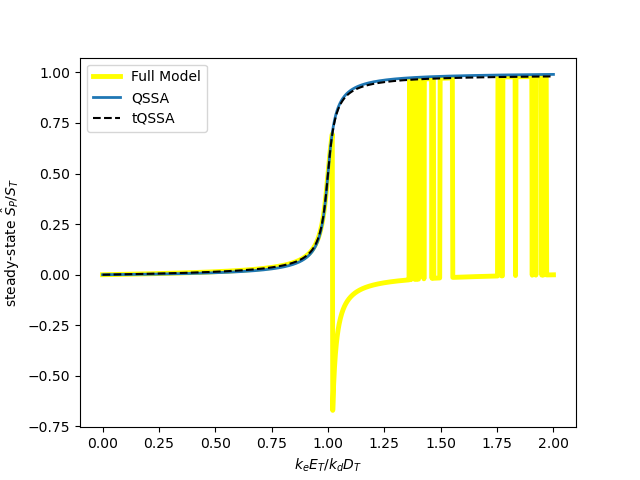 1.00
0.75
0.50
0.25
0.00
−0.25
−0.50
−0.75
steady-state Ŝ_P/S_T
Full Model
QSSA
tQSSA
0.00 0.25 0.50 0.75 1.00 1.25 1.50 1.75 2.00
k_eE_T/k_dD_T